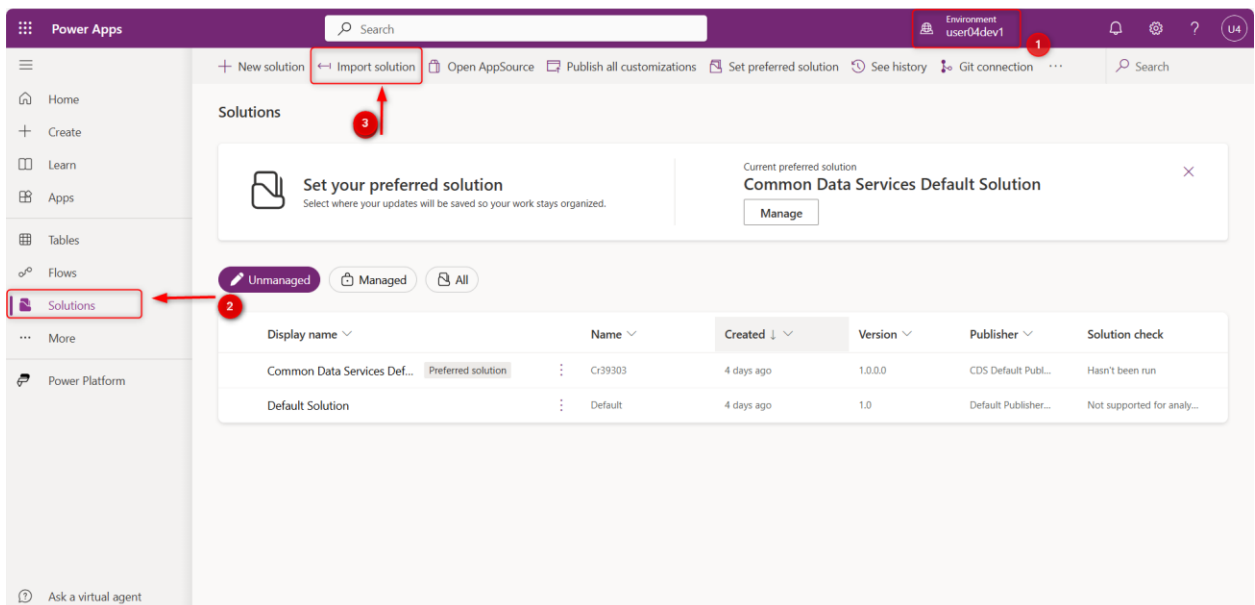 Power Apps
Search
Environment
user04dev1
U4
1
New solution
Import solution
Open AppSource
Publish all customizations
Set preferred solution
See history
Git connection
Search
Home
Create
Learn
Apps
Tables
Flows
Solutions
More
Power Platform
Ask a virtual agent
Solutions
3
Set your preferred solution
Select where your updates will be saved so your work stays organized.
Current preferred solution
Common Data Services Default Solution
Manage
Unmanaged
Managed
All
2
Display name Name Created ↓ Version Publisher Solution check
Common Data Services Def... Preferred solution Cr39303 4 days ago 1.0.0.0 CDS Default Publ... Hasn't been run
Default Solution Default 4 days ago 1.0 Default Publisher... Not supported for analy...